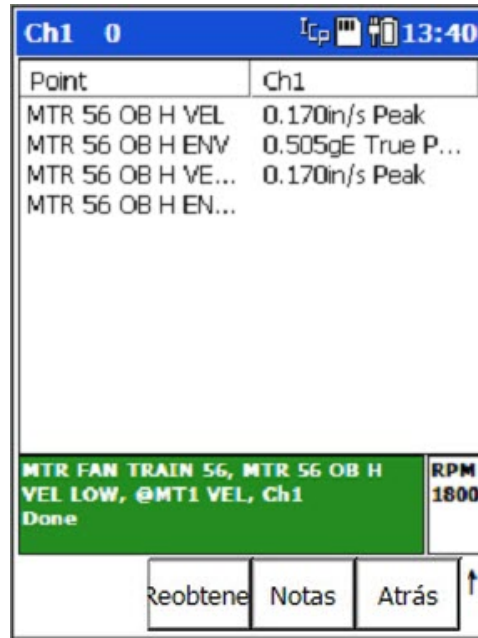 Ch1 0 ICP 13:40
Point Ch1
MTR 56 OB H VEL 0.170in/s Peak
MTR 56 OB H ENV 0.505gE True P...
MTR 56 OB H VE... 0.170in/s Peak
MTR 56 OB H EN...
MTR FAN TRAIN 56, MTR 56 OB H
VEL LOW, @MT1 VEL, Ch1
Done
RPM
1800
Reobtene Notas Atrás ↑